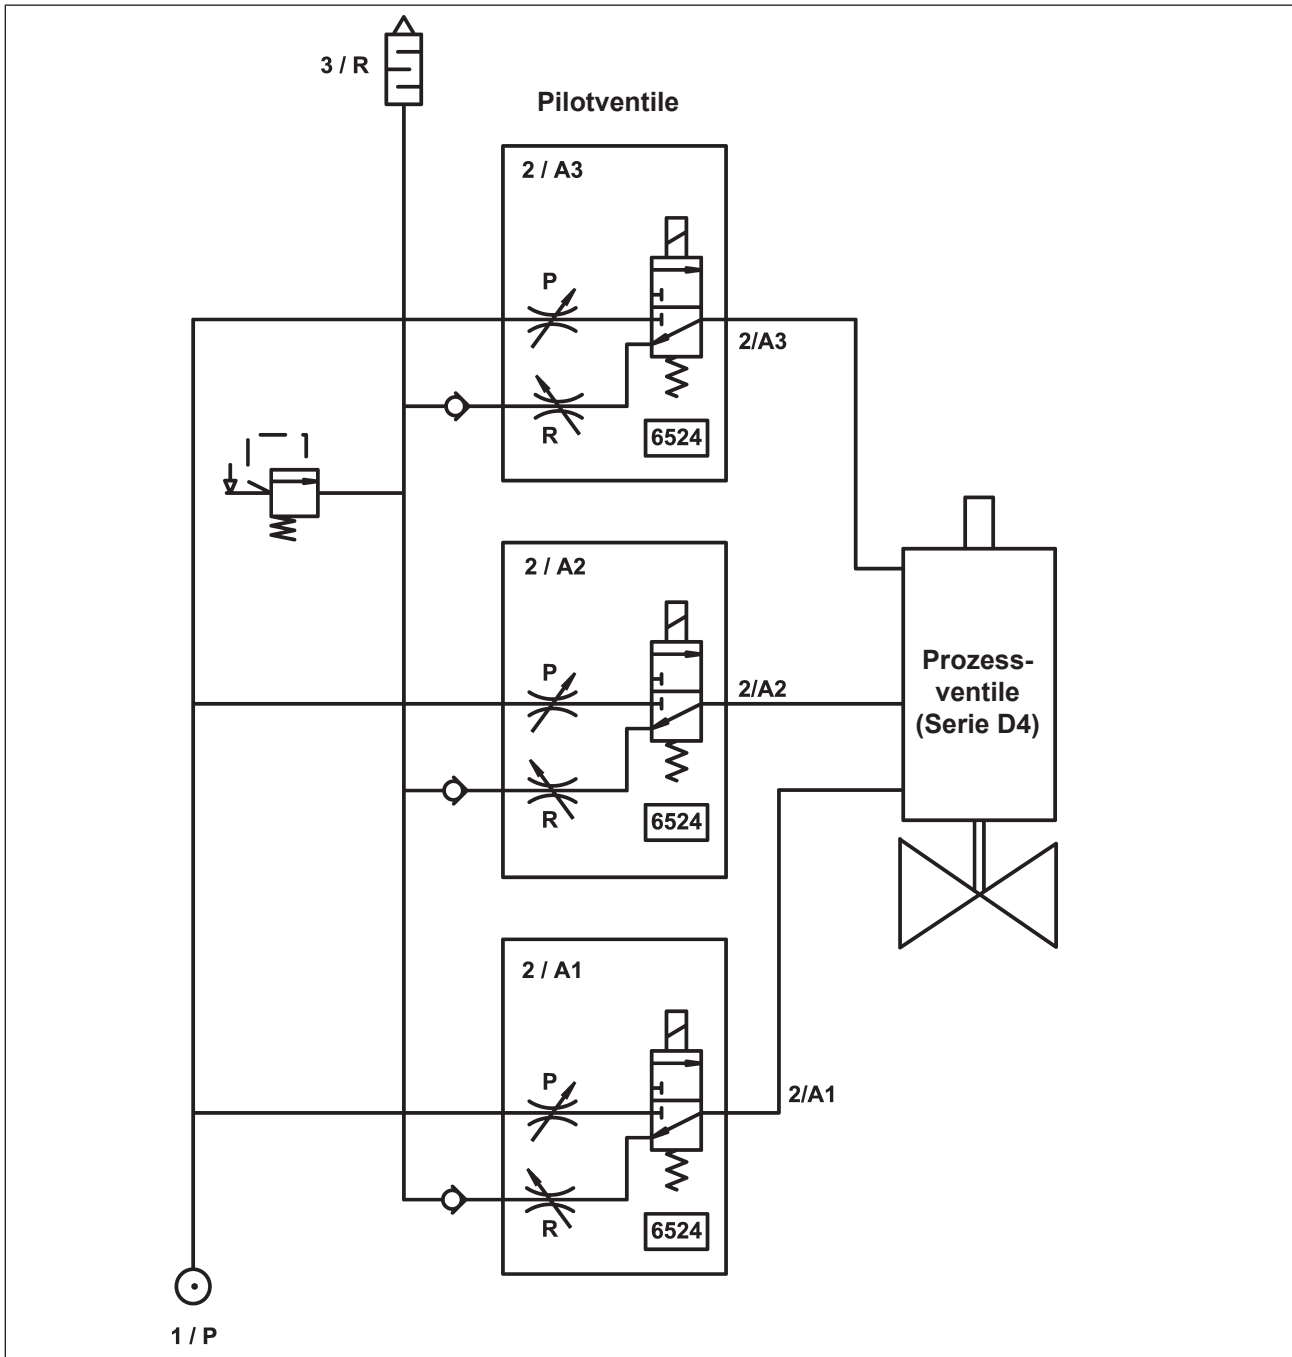 3 / R
Pilotventile
2 / A3
P
2/A3
R
6524
2 / A2
P
2/A2
R
6524
Prozess-
ventile
(Serie D4)
2 / A1
P
2/A1
R
6524
1 / P